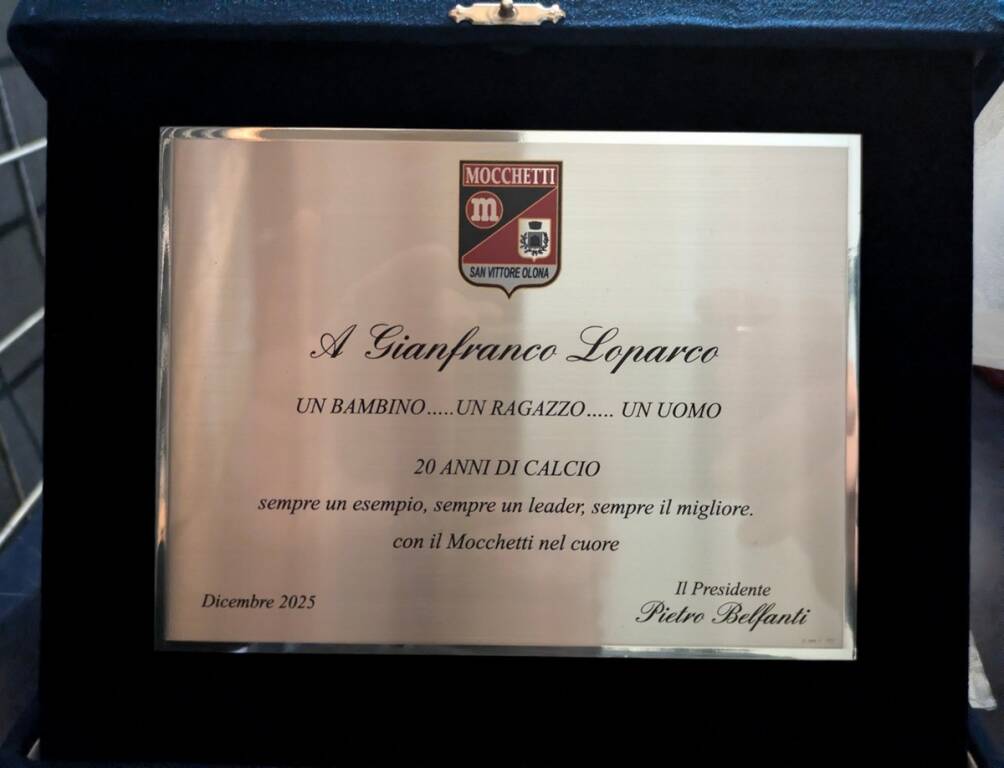 MOCCHETTI
m
SAN VITTORE OLONA
A Gianfranco Loparco
UN BAMBINO.....UN RAGAZZO..... UN UOMO
20 ANNI DI CALCIO
sempre un esempio, sempre un leader, sempre il migliore.
con il Mocchetti nel cuore
Dicembre 2025
Il Presidente
Pietro Belfanti